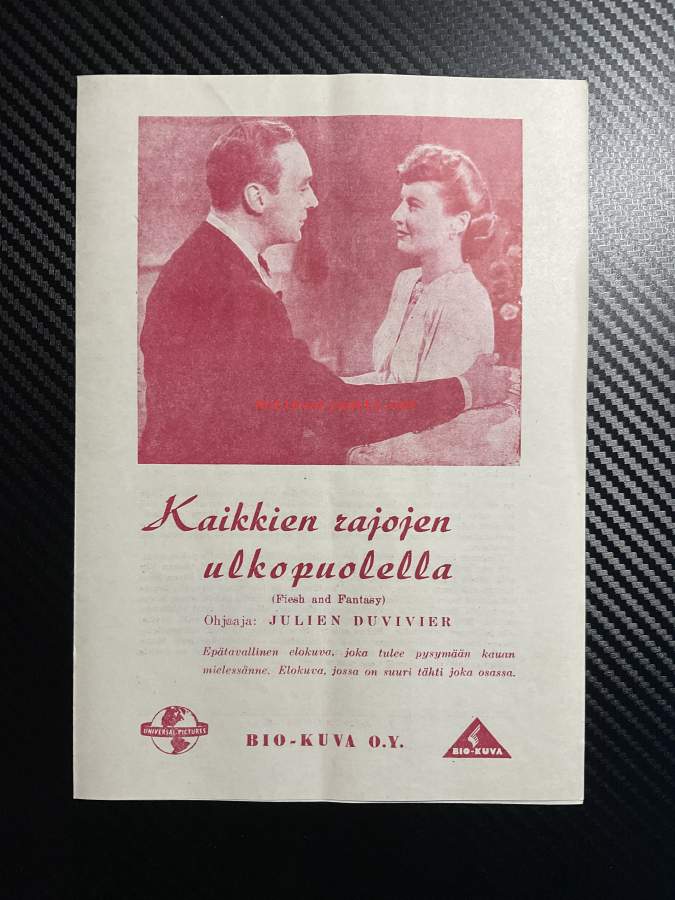 Kaikkien rajojen
ulkopuolella
(Flesh and Fantasy)
Ohjaaja: JULIEN DUVIVIER
Epätavallinen elokuva, joka tulee pysymään kauan
mielessänne. Elokuva, jossa on suuri tähti joka osassa.
UNIVERSAL-PICTURES
BIO-KUVA O.Y.
BIO-KUVA